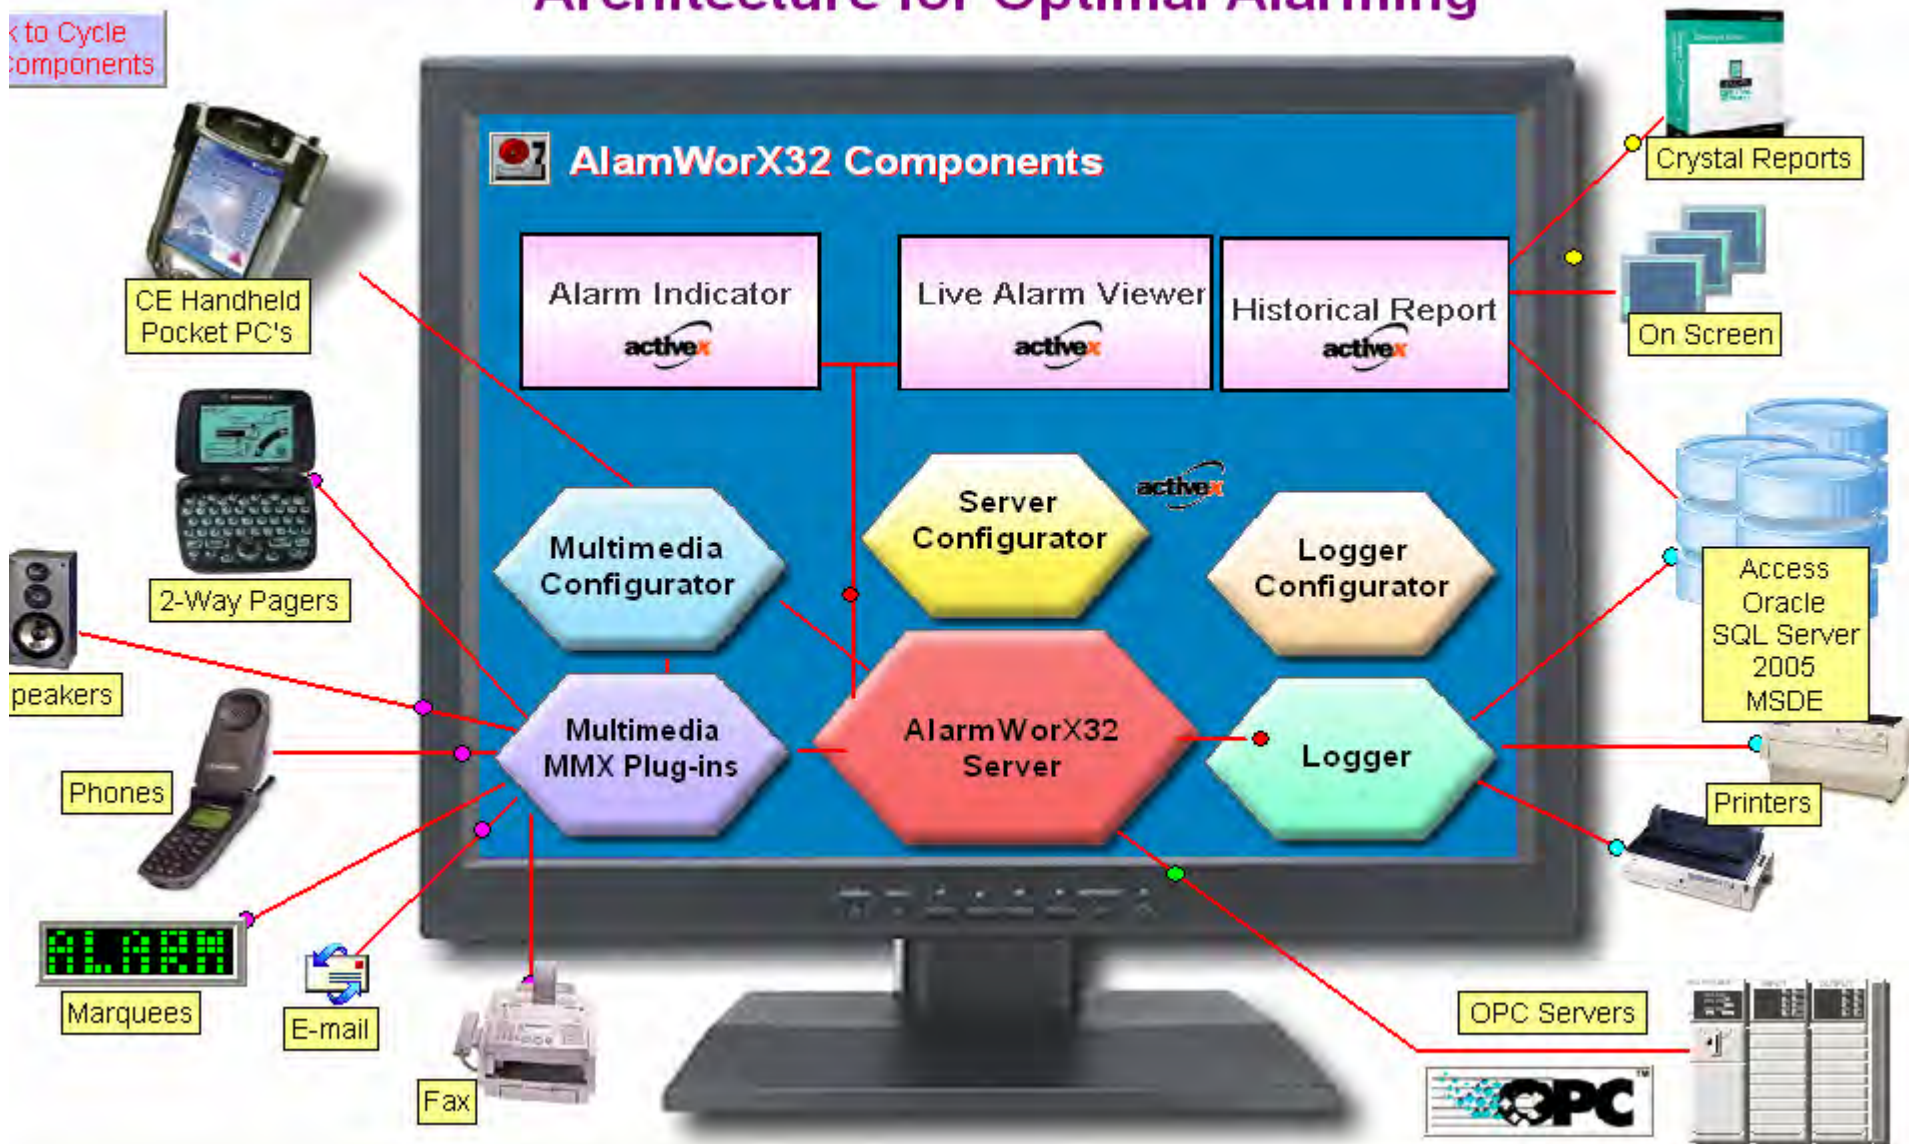 Architecture for Optimal Alarming
k to Cycle
components
AlamWorX32 Components
Crystal Reports
Alarm Indicator
activex
Live Alarm Viewer
activex
Historical Report
activex
On Screen
CE Handheld
Pocket PC's
2-Way Pagers
Server
Configurator
activex
Multimedia
Configurator
Logger
Configurator
Access
Oracle
SQL Server
2005
MSDE
peakers
Multimedia
MMX Plug-ins
AlarmWorX32
Server
Logger
Phones
Printers
ALARM
Marquees
E-mail
Fax
OPC Servers
OPC™
INPUT
OUTPUT